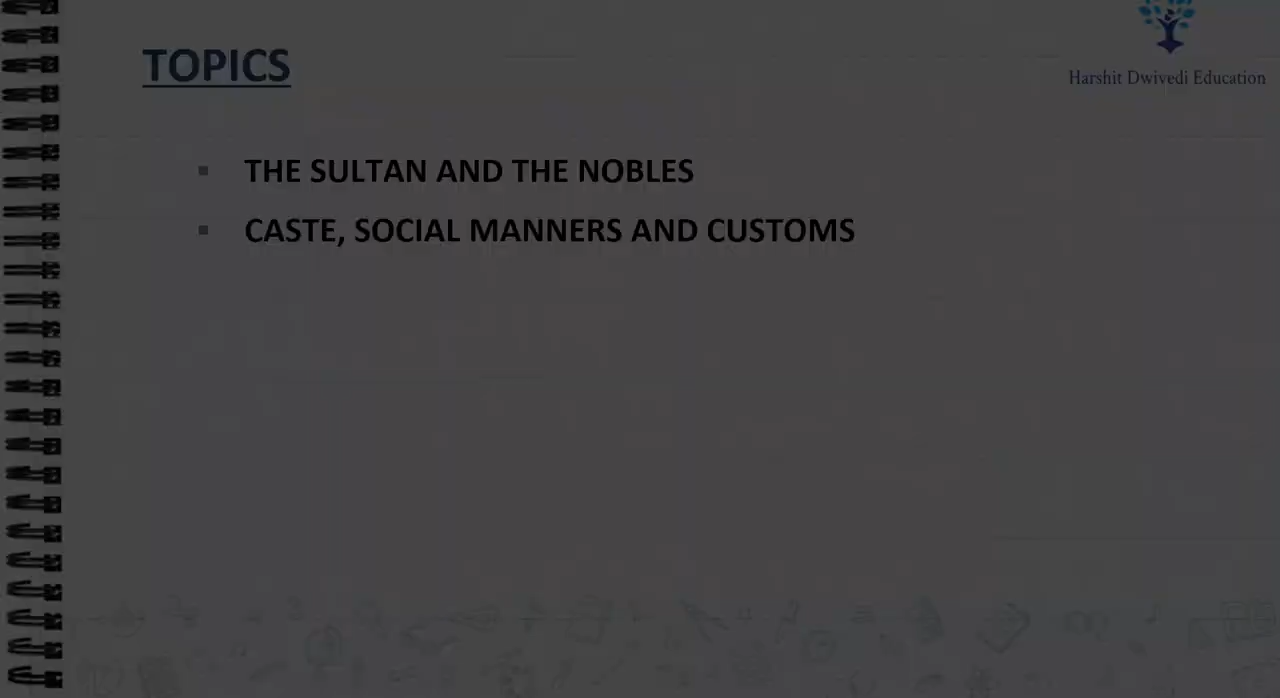 TOPICS
Harshit Dwivedi Education
THE SULTAN AND THE NOBLES
CASTE, SOCIAL MANNERS AND CUSTOMS